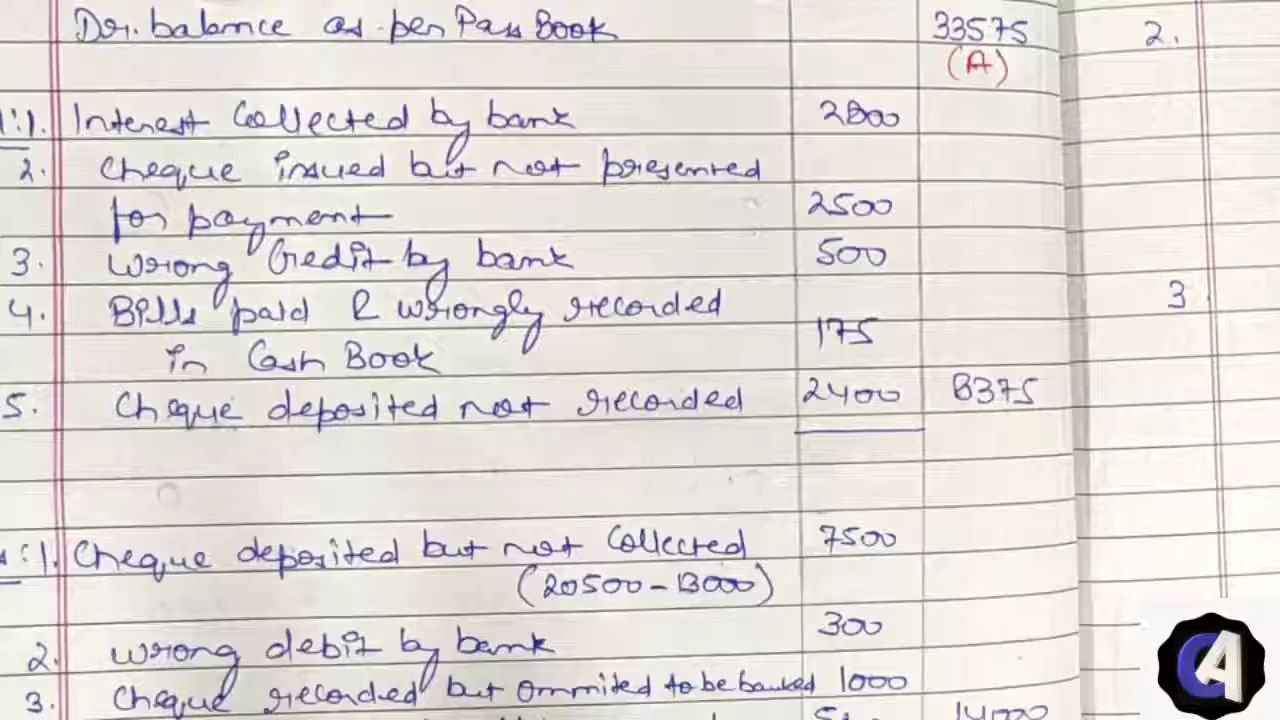 Dr. balance as per Pass Book 33575 2.
(A)
1. Interest Collected by bank 2800
2. Cheque issued but not presented
for payment 2500
3. Wrong Credit by bank 500
4. Bills paid & wrongly recorded 3
in Cash Book 175
5. Cheque deposited not recorded 2400 8375
:1. Cheque deposited but not Collected 7500
(20500-13000)
2. Wrong debit by bank 300
3. Cheque recorded but ommited to be banked 1000
14000
CA